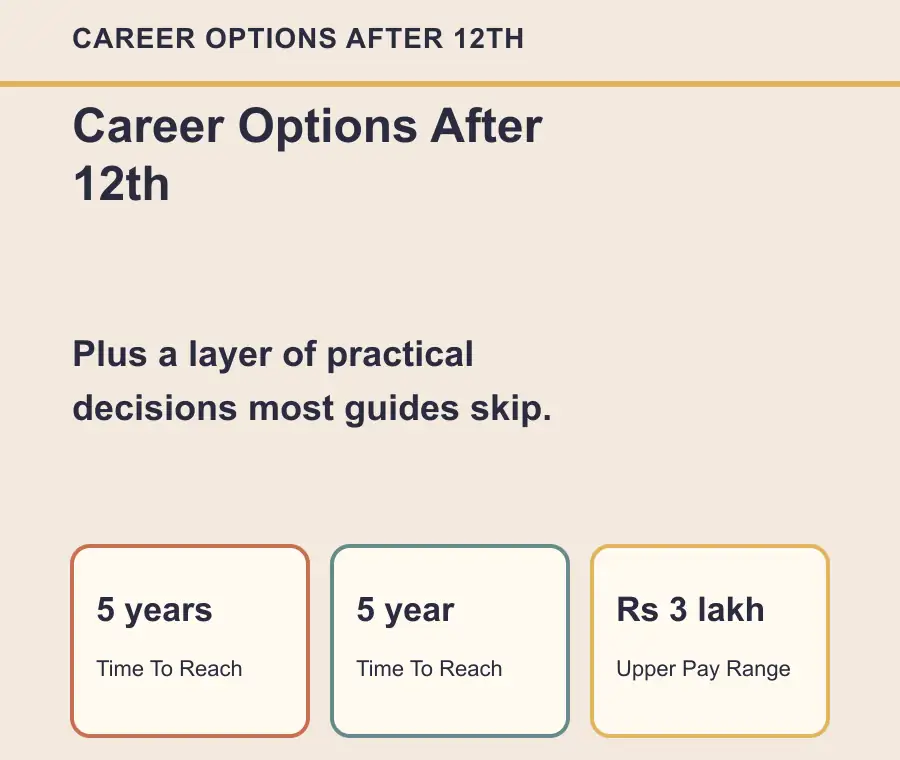 CAREER OPTIONS AFTER 12TH
Career Options After
12th
Plus a layer of practical
decisions most guides skip.
5 years
Time To Reach
5 year
Time To Reach
Rs 3 lakh
Upper Pay Range